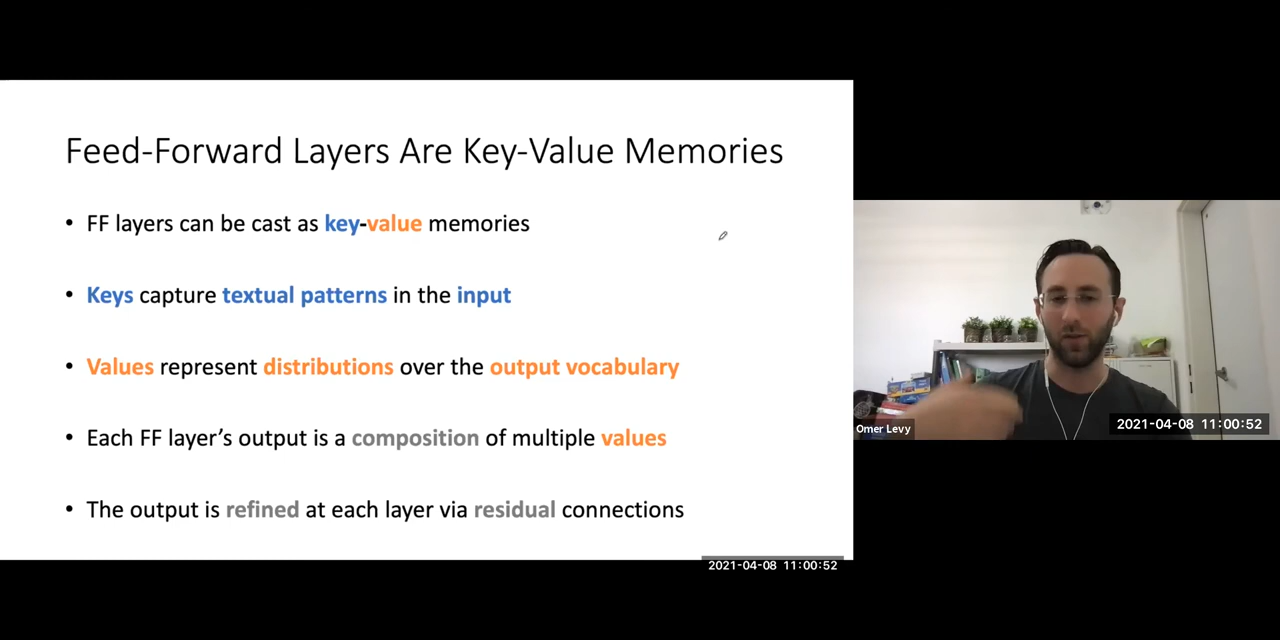 Feed-Forward Layers Are Key-Value Memories
• FF layers can be cast as key-value memories
• Keys capture textual patterns in the input
• Values represent distributions over the output vocabulary
• Each FF layer's output is a composition of multiple values
• The output is refined at each layer via residual connections
2021-04-08 11:00:52
Omer Levy
2021-04-08 11:00:52